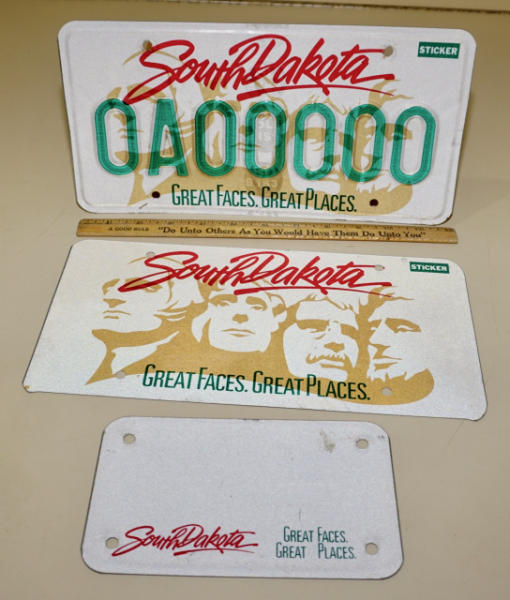 South Dakota
STICKER
0A00000
GREAT FACES. GREAT PLACES.
A GOOD RULE "Do Unto Others As You Would Have Them Do Unto You"
South Dakota
STICKER
GREAT FACES. GREAT PLACES.
South Dakota
GREAT FACES.
GREAT PLACES.